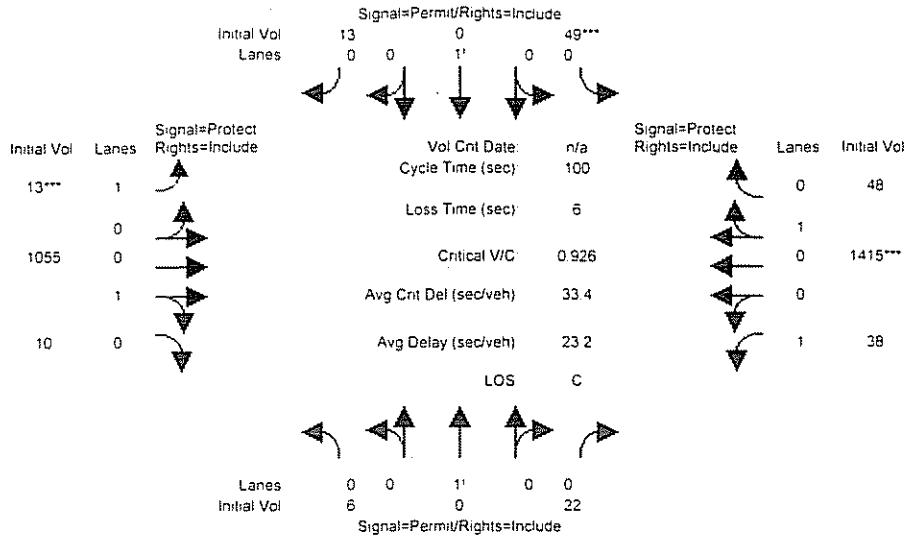 Signal=Permit/Rights=Include
Initial Vol 13 0 49***
Lanes 0 0 1! 0 0
Signal=Protect
Initial Vol Lanes Rights=Include
Vol Cnt Date: n/a
Signal=Protect
Rights=Include Lanes Initial Vol
Cycle Time (sec) 100
13*** 1
0 48
Loss Time (sec) 6
0
1
1055 0
Critical V/C: 0.926
0 1415***
1
Avg Crit Del (sec/veh) 33.4
0
10 0
Avg Delay (sec/veh) 23.2
1 38
LOS C
Lanes 0 0 1! 0 0
Initial Vol 6 0 22
Signal=Permit/Rights=Include